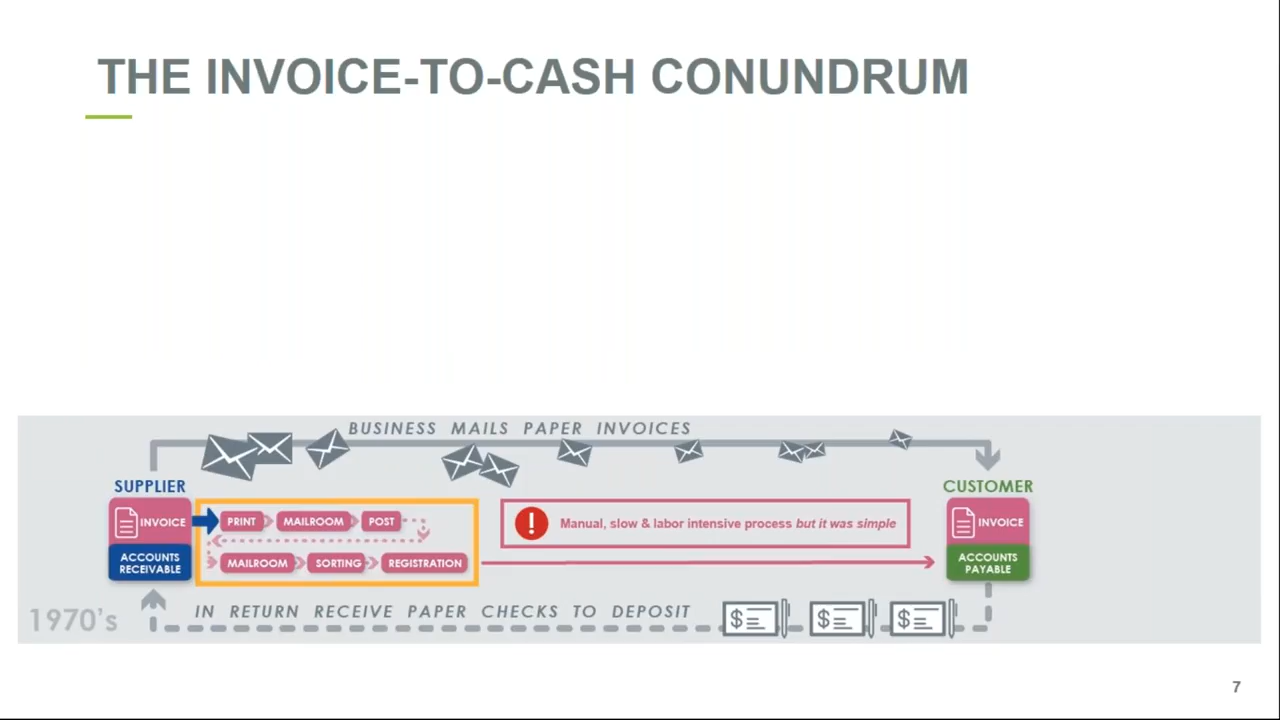 THE INVOICE-TO-CASH CONUNDRUM
BUSINESS MAILS PAPER INVOICES
SUPPLIER
CUSTOMER
INVOICE
PRINT
MAILROOM
POST
Manual, slow & labor intensive process but it was simple
INVOICE
ACCOUNTS
RECEIVABLE
MAILROOM
SORTING
REGISTRATION
ACCOUNTS
PAYABLE
1970's
IN RETURN RECEIVE PAPER CHECKS TO DEPOSIT
$
$
$
7